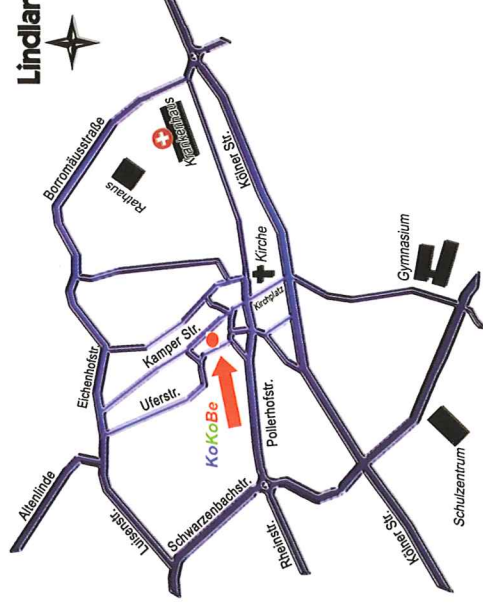 Lindlar
Borromäusstraße
Krankenhaus
Rathaus
Kölner Str.
Eichenhofstr.
Kamper Str.
Kirche
Kirchplatz
Gymnasium
Uferstr.
KoKoBe
Altenlinde
Luisenstr.
Schwarzenbachstr.
Pollerhofstr.
Rheinstr.
Kölner Str.
Schulzentrum